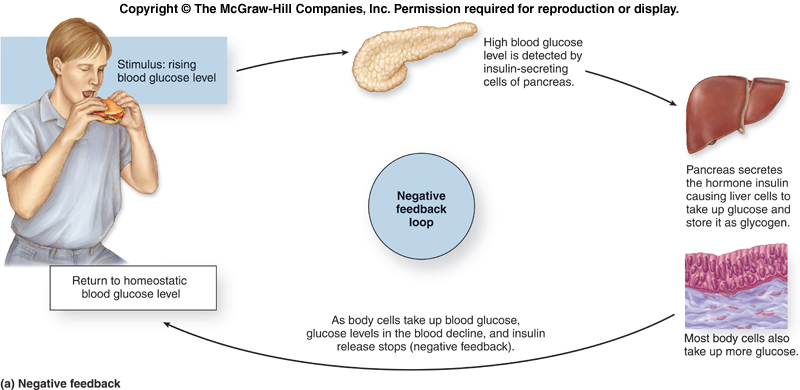 Copyright © The McGraw-Hill Companies, Inc. Permission required for reproduction or display.
Stimulus: rising
blood glucose level
High blood glucose
level is detected by
insulin-secreting
cells of pancreas.
Pancreas secretes
the hormone insulin
causing liver cells to
take up glucose and
store it as glycogen.
Negative
feedback
loop
Most body cells also
take up more glucose.
As body cells take up blood glucose,
glucose levels in the blood decline, and insulin
release stops (negative feedback).
Return to homeostatic
blood glucose level
(a) Negative feedback